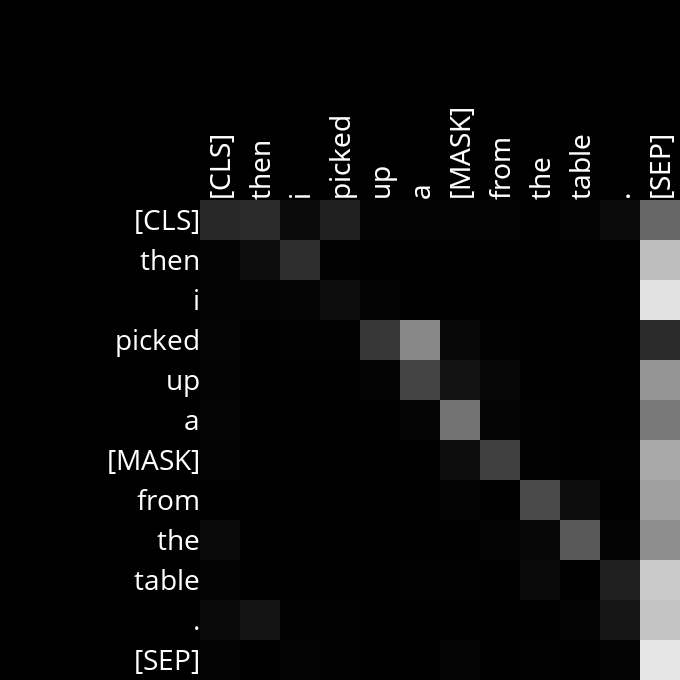 [CLS] then i picked up a [MASK] from the table . [SEP]
[CLS]
then
i
picked
up
a
[MASK]
from
the
table
.
[SEP]